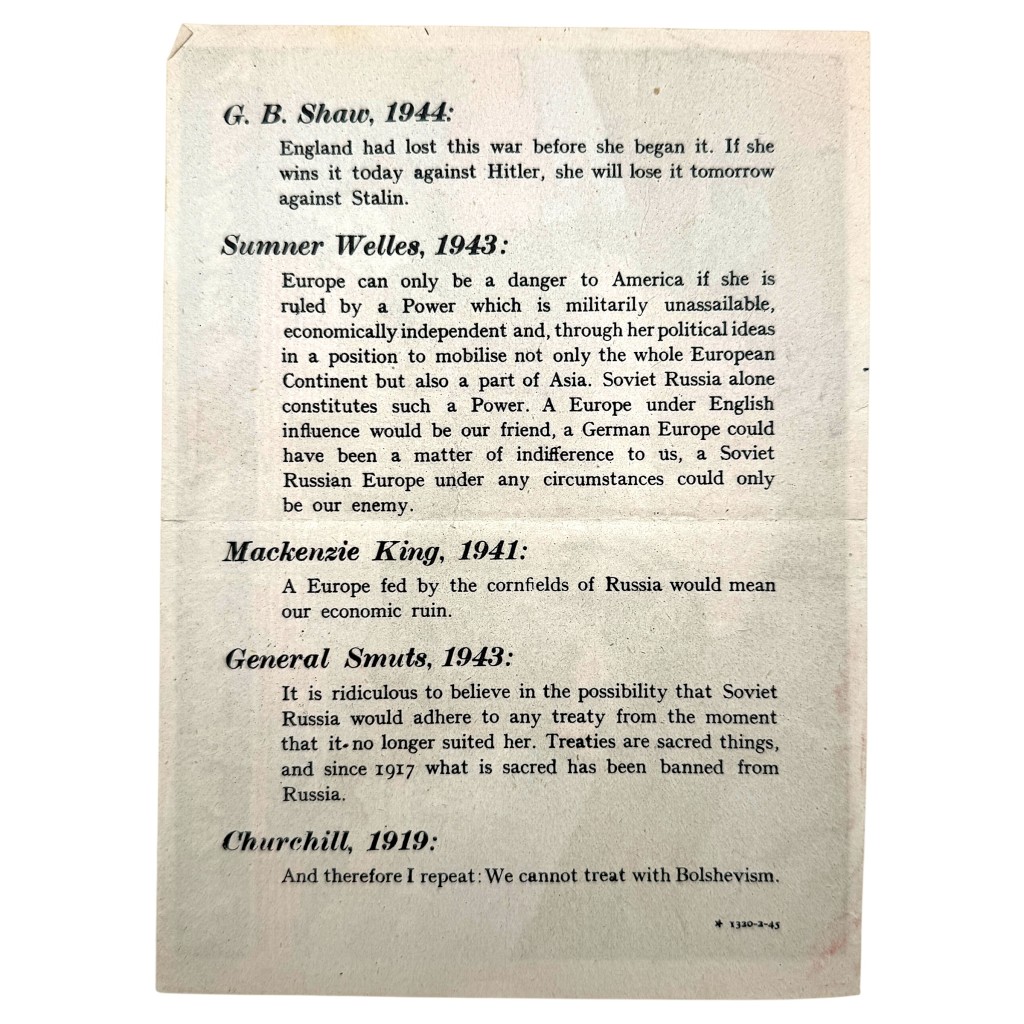 G. B. Shaw, 1944:
England had lost this war before she began it. If she
wins it today against Hitler, she will lose it tomorrow
against Stalin.
Sumner Welles, 1943:
Europe can only be a danger to America if she is
ruled by a Power which is militarily unassailable,
economically independent and, through her political ideas
in a position to mobilise not only the whole European
Continent but also a part of Asia. Soviet Russia alone
constitutes such a Power. A Europe under English
influence would be our friend, a German Europe could
have been a matter of indifference to us, a Soviet
Russian Europe under any circumstances could only
be our enemy.
Mackenzie King, 1941:
A Europe fed by the cornfields of Russia would mean
our economic ruin.
General Smuts, 1943:
It is ridiculous to believe in the possibility that Soviet
Russia would adhere to any treaty from the moment
that it no longer suited her. Treaties are sacred things,
and since 1917 what is sacred has been banned from
Russia.
Churchill, 1919:
And therefore I repeat: We cannot treat with Bolshevism.
* 1320-2-45